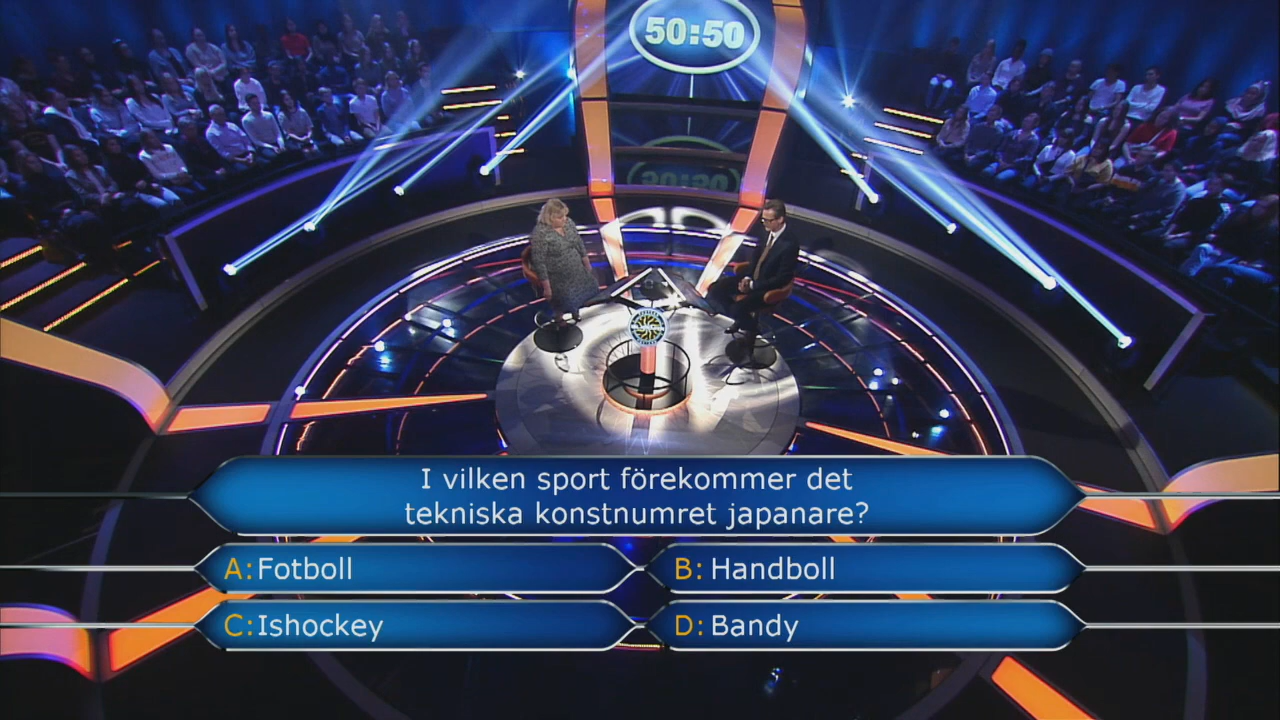 50:50
I vilken sport förekommer det
tekniska konstnumret japanare?
A: Fotboll
B: Handboll
C: Ishockey
D: Bandy